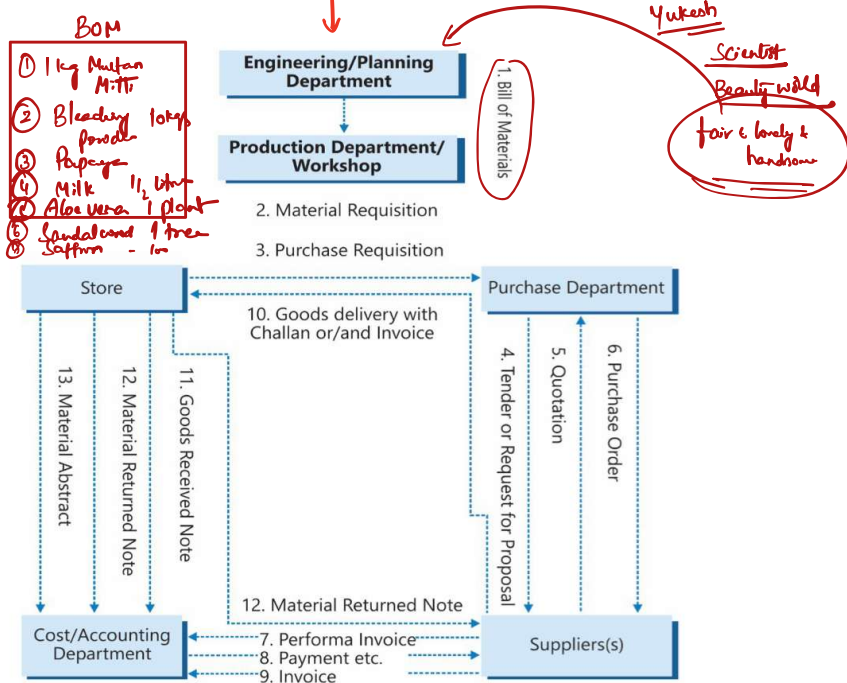 BOM
① 1 kg Multan
Mitti
② Bleaching 10kgs
powder
③ Papaya
④ Milk 1/2 litre
⑤ Aloe vera 1 plant
⑥ Sandalwood 1 tree
Saffron - 100
Yukesh
Scientist
Beauty world
fair & lovely &
handsome
Engineering/Planning
Department
1. Bill of Materials
Production Department/
Workshop
2. Material Requisition
3. Purchase Requisition
Store
Purchase Department
10. Goods delivery with
Challan or/and Invoice
13. Material Abstract
12. Material Returned Note
11. Goods Received Note
4. Tender or Request for Proposal
5. Quotation
6. Purchase Order
12. Material Returned Note
Cost/Accounting
Department
7. Performa Invoice
8. Payment etc.
9. Invoice
Suppliers(s)